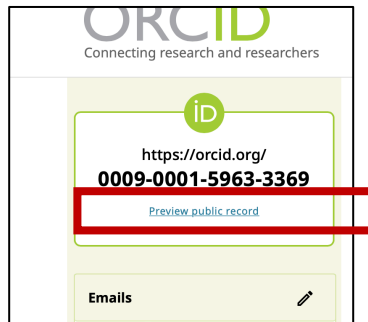 ORCID
Connecting research and researchers
iD
https://orcid.org/
0009-0001-5963-3369
Preview public record
Emails